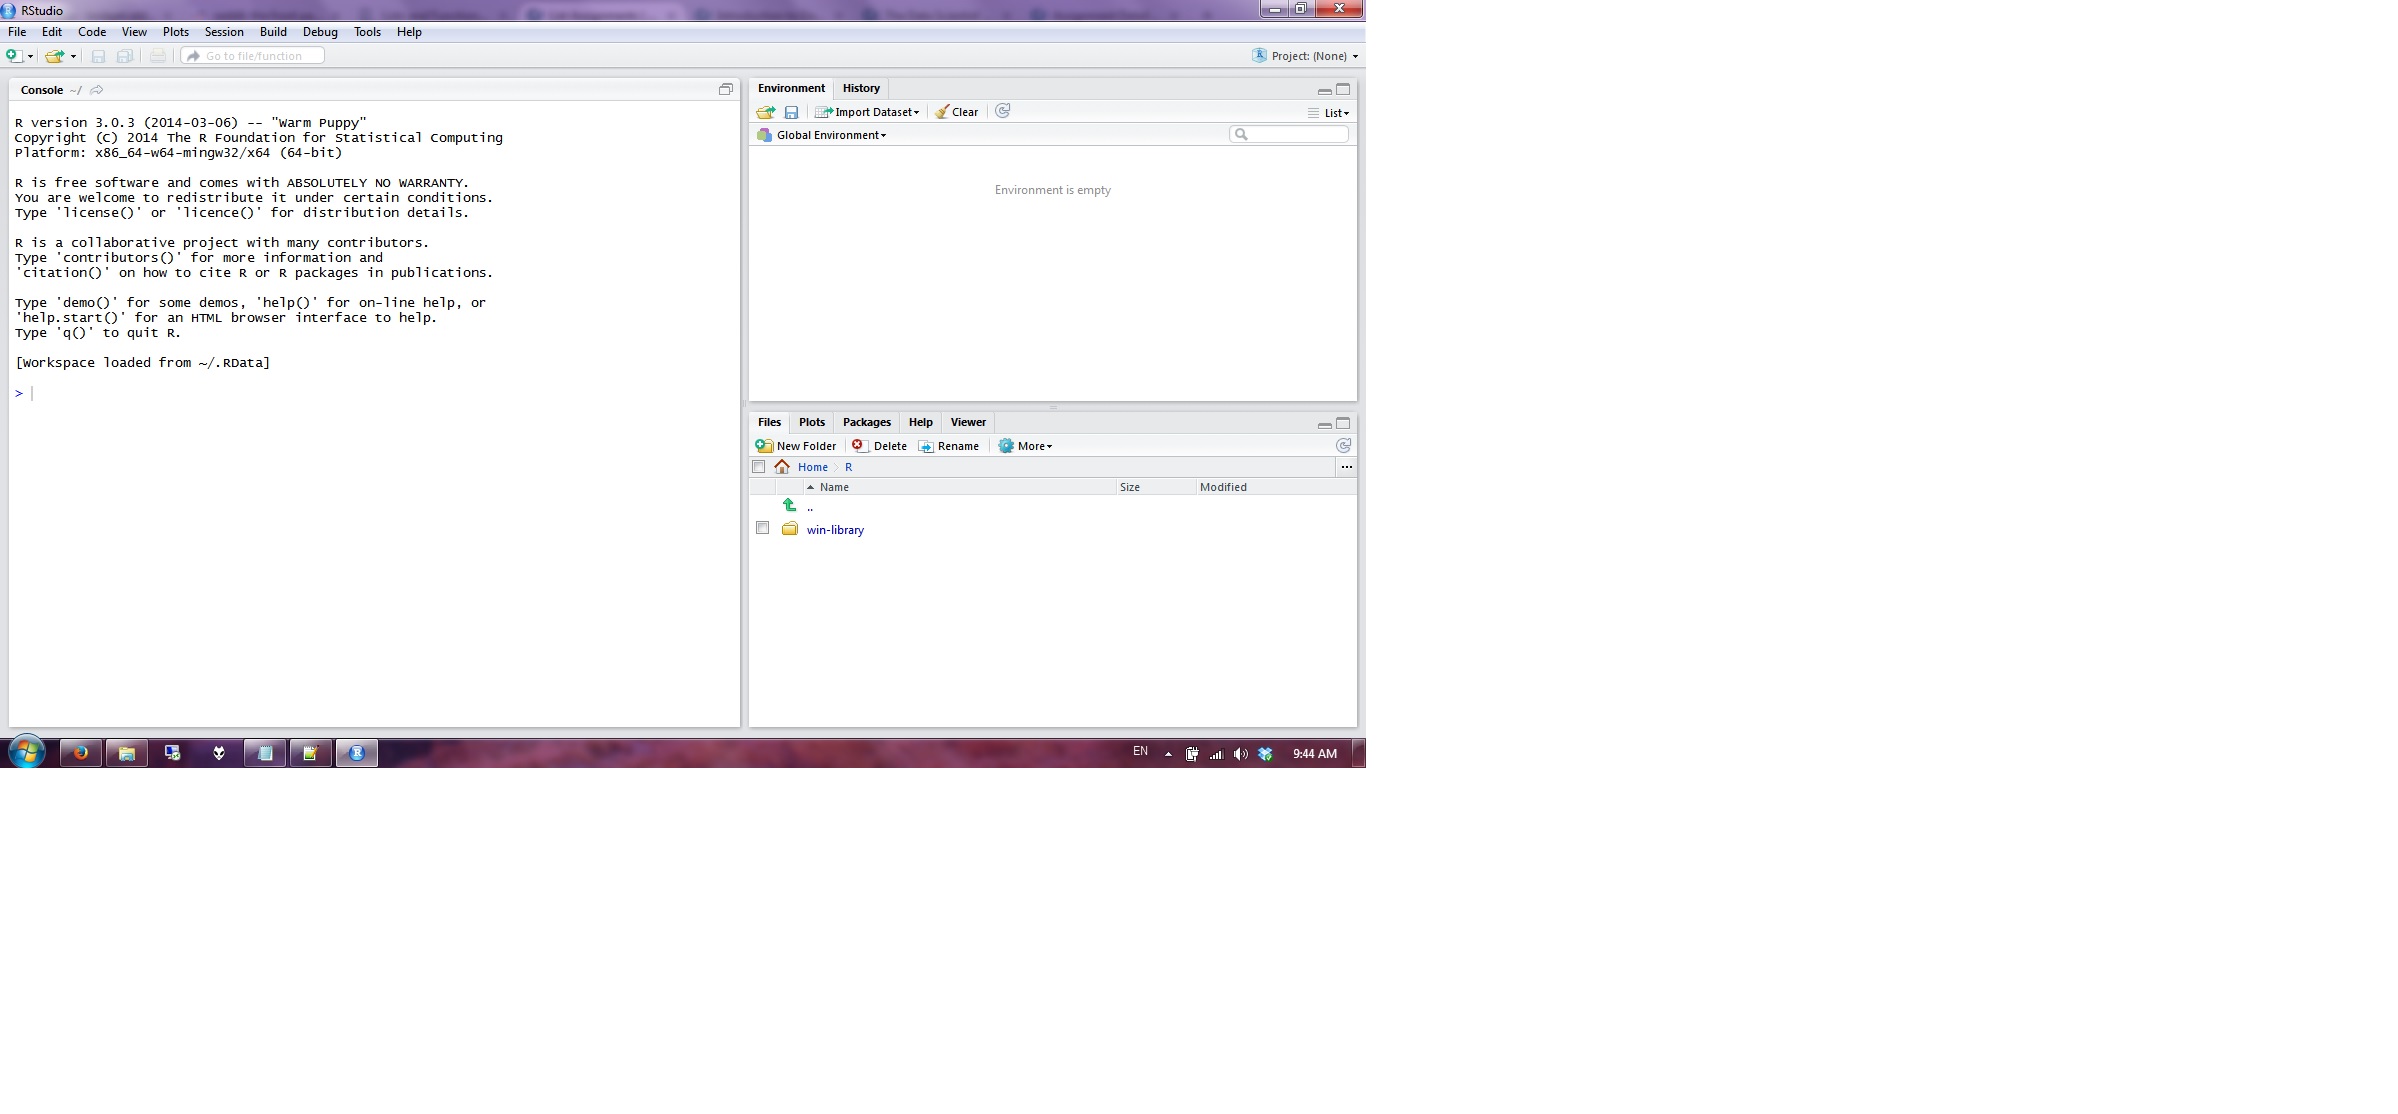 RStudio
File Edit Code View Plots Session Build Debug Tools Help
Go to file/function
Project: (None)
Console ~/
R version 3.0.3 (2014-03-06) -- "Warm Puppy"
Copyright (C) 2014 The R Foundation for Statistical Computing
Platform: x86_64-w64-mingw32/x64 (64-bit)
R is free software and comes with ABSOLUTELY NO WARRANTY.
You are welcome to redistribute it under certain conditions.
Type 'license()' or 'licence()' for distribution details.
R is a collaborative project with many contributors.
Type 'contributors()' for more information and
'citation()' on how to cite R or R packages in publications.
Type 'demo()' for some demos, 'help()' for on-line help, or
'help.start()' for an HTML browser interface to help.
Type 'q()' to quit R.
[Workspace loaded from ~/.RData]
>
Environment History
Import Dataset Clear List
Global Environment
Environment is empty
Files Plots Packages Help Viewer
New Folder Delete Rename More
Home R ...
Name Size Modified
..
win-library
EN 9:44 AM